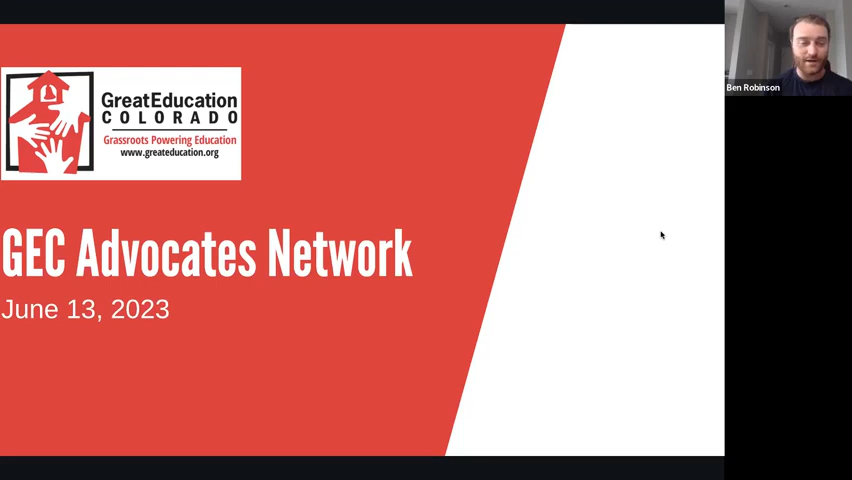 GreatEducation
COLORADO
Grassroots Powering Education
www.greateducation.org
GEC Advocates Network
June 13, 2023
Ben Robinson